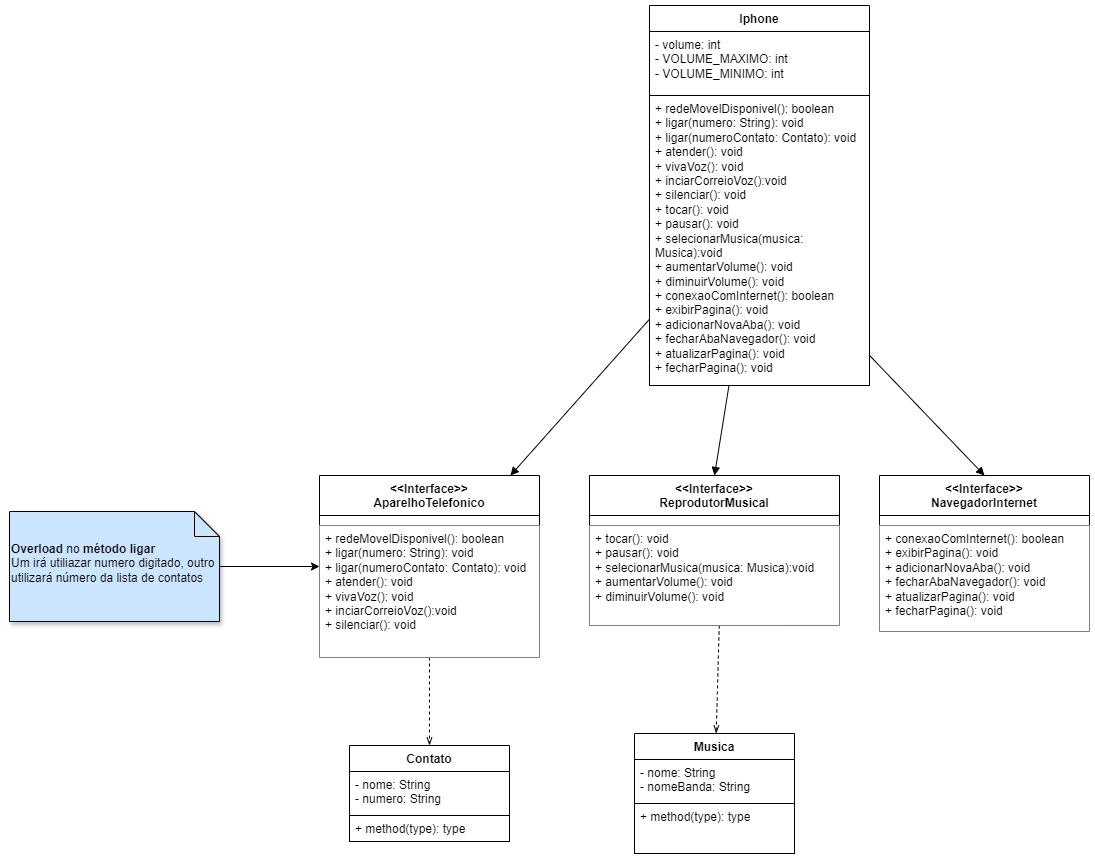 Iphone
- volume: int
- VOLUME_MAXIMO: int
- VOLUME_MINIMO: int
+ redeMovelDisponivel(): boolean
+ ligar(numero: String): void
+ ligar(numeroContato: Contato): void
+ atender(): void
+ vivaVoz(): void
+ inciarCorreioVoz():void
+ silenciar(): void
+ tocar(): void
+ pausar(): void
+ selecionarMusica(musica:
Musica):void
+ aumentarVolume(): void
+ diminuirVolume(): void
+ conexaoComInternet(): boolean
+ exibirPagina(): void
+ adicionarNovaAba(): void
+ fecharAbaNavegador(): void
+ atualizarPagina(): void
+ fecharPagina(): void
Overload no método ligar
Um irá utiliazar numero digitado, outro
utilizará número da lista de contatos
<<Interface>>
AparelhoTelefonico
+ redeMovelDisponivel(): boolean
+ ligar(numero: String): void
+ ligar(numeroContato: Contato): void
+ atender(): void
+ vivaVoz(): void
+ inciarCorreioVoz():void
+ silenciar(): void
<<Interface>>
ReprodutorMusical
+ tocar(): void
+ pausar(): void
+ selecionarMusica(musica: Musica):void
+ aumentarVolume(): void
+ diminuirVolume(): void
<<Interface>>
NavegadorInternet
+ conexaoComInternet(): boolean
+ exibirPagina(): void
+ adicionarNovaAba(): void
+ fecharAbaNavegador(): void
+ atualizarPagina(): void
+ fecharPagina(): void
Contato
- nome: String
- numero: String
+ method(type): type
Musica
- nome: String
- nomeBanda: String
+ method(type): type